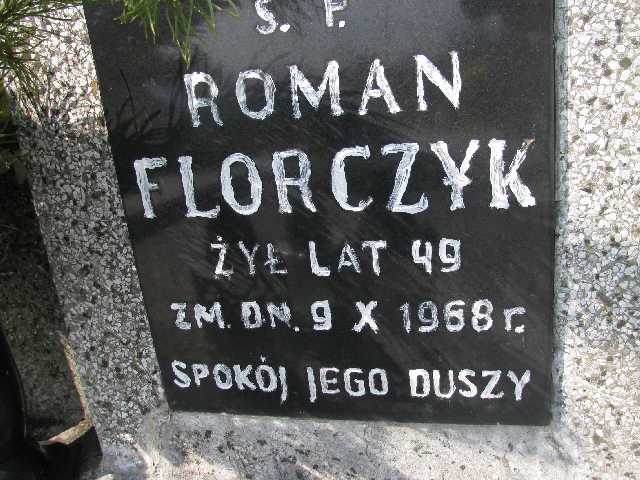 Ś. P.
ROMAN
FLORCZYK
ŻYŁ LAT 49
ZM. DN. 9 X 1968 r.
SPOKÓJ JEGO DUSZY